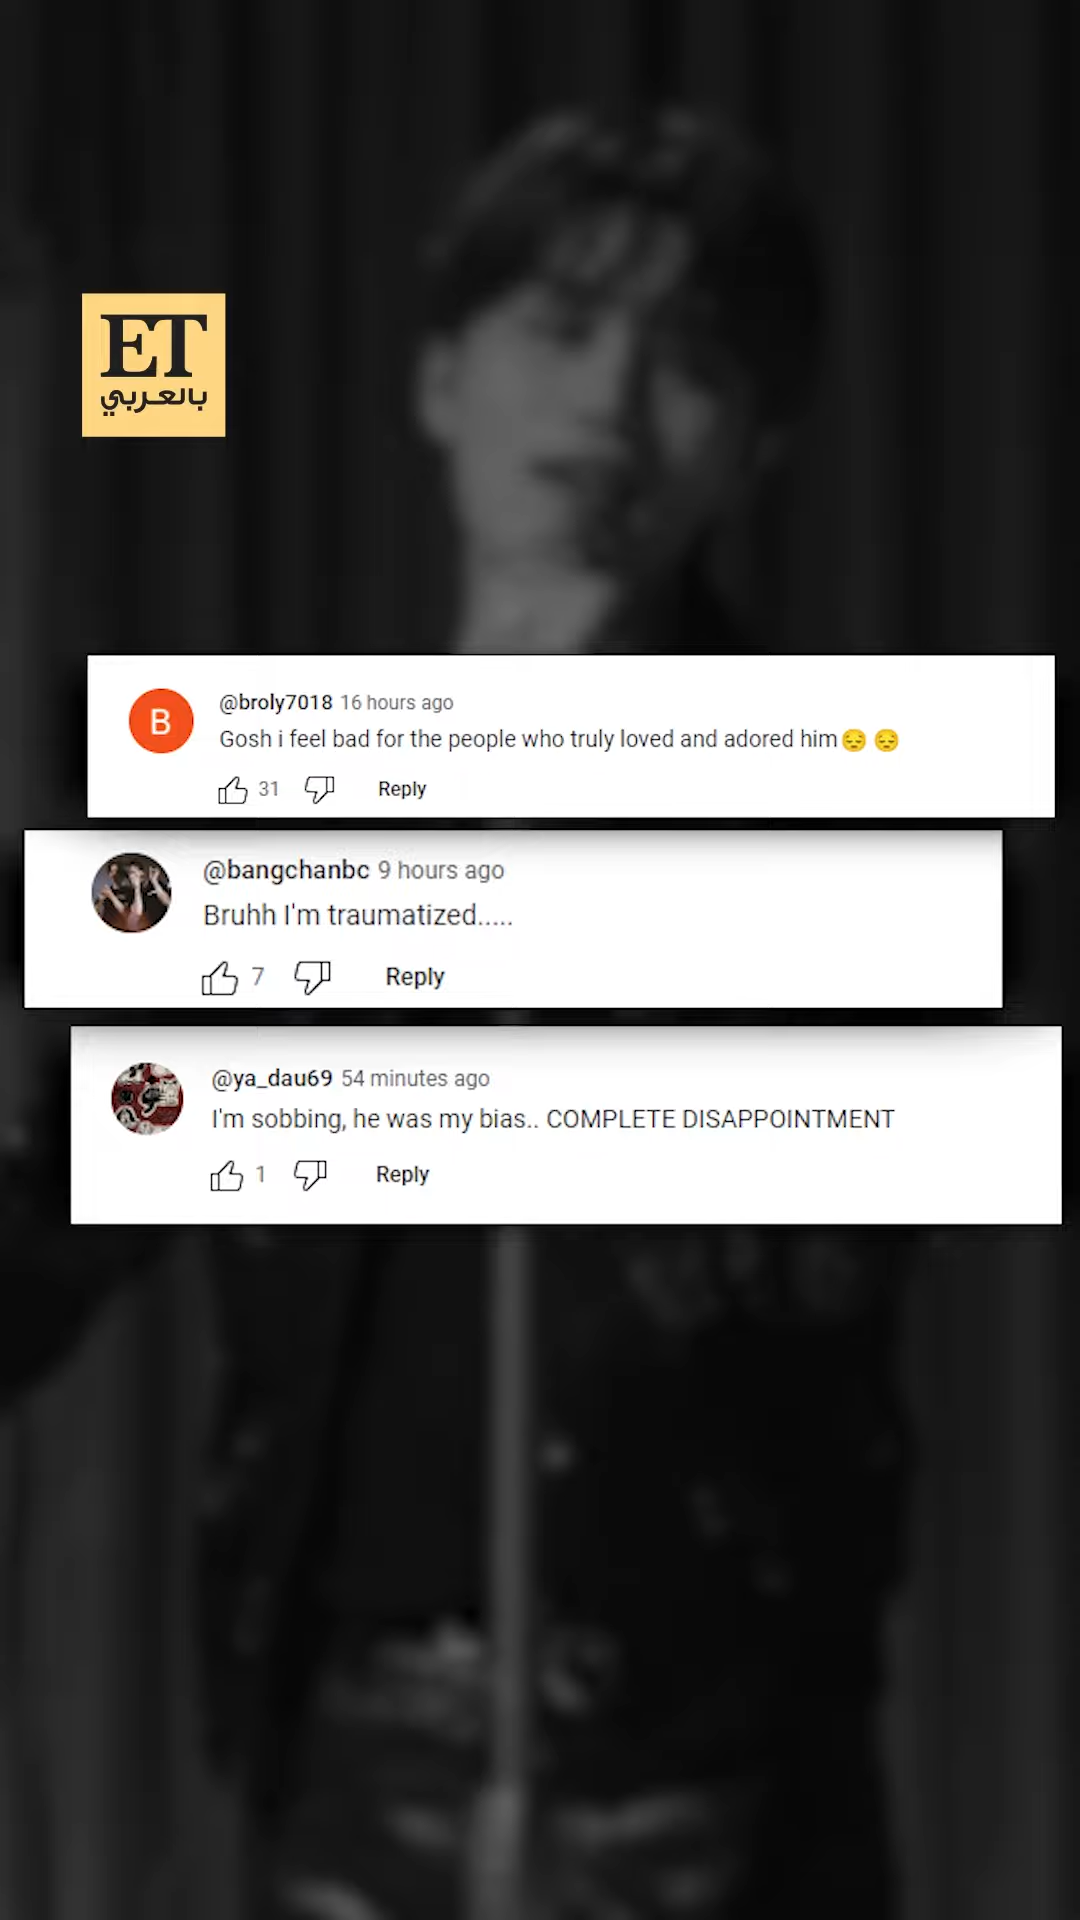 ET
بالعربي
B
@broly7018 16 hours ago
Gosh i feel bad for the people who truly loved and adored him😔 😔
31 Reply
@bangchanbc 9 hours ago
Bruhh I'm traumatized.....
7 Reply
@ya_dau69 54 minutes ago
I'm sobbing, he was my bias.. COMPLETE DISAPPOINTMENT
1 Reply